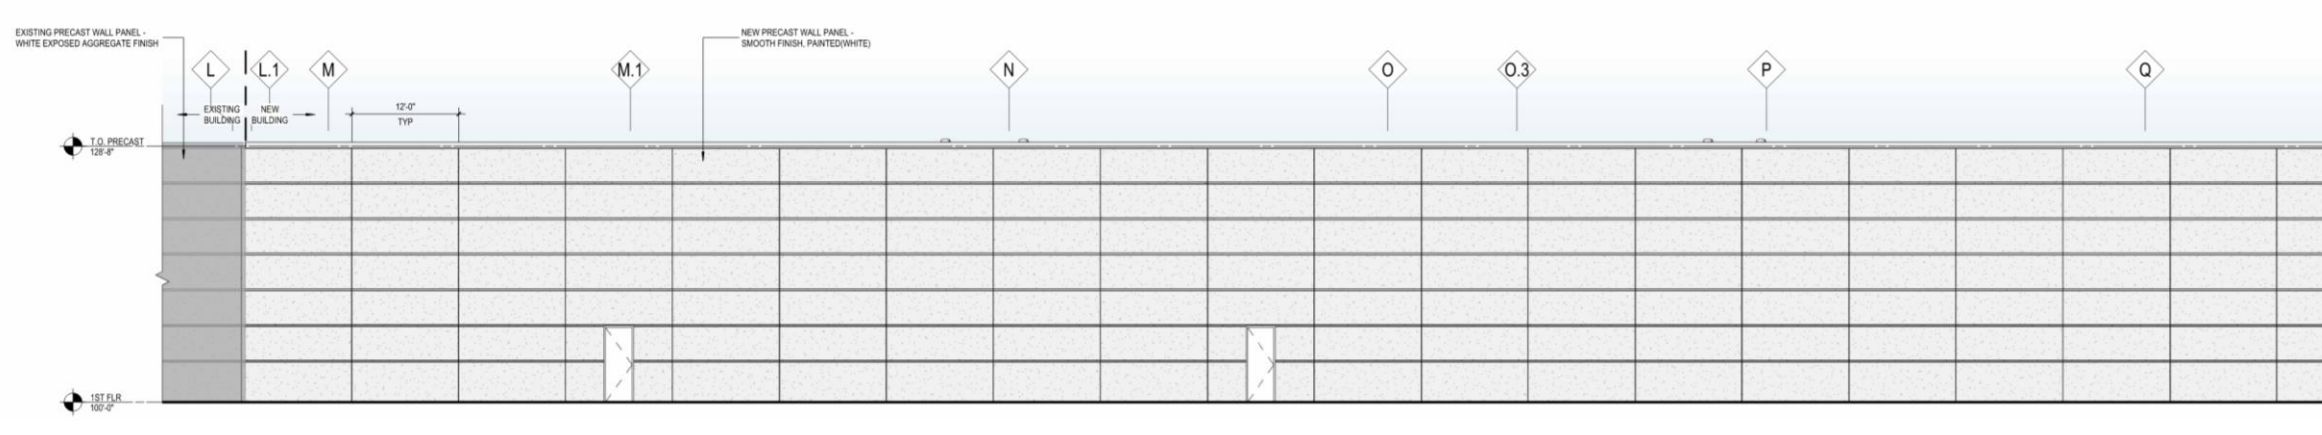 EXISTING PRECAST WALL PANEL -
WHITE EXPOSED AGGREGATE FINISH
NEW PRECAST WALL PANEL -
SMOOTH FINISH, PAINTED(WHITE)
L
L.1
M
M.1
N
O
O.3
P
Q
EXISTING
BUILDING
NEW
BUILDING
12'-0"
TYP
T.O. PRECAST
128'-8"
1ST FLR
100'-0"